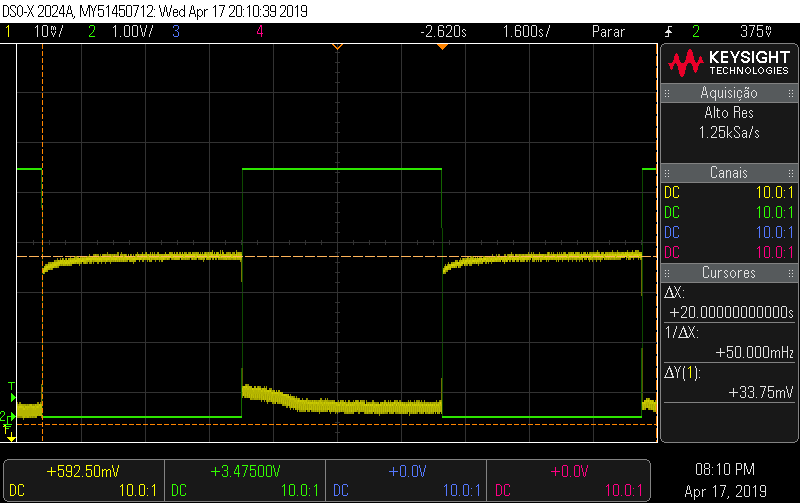 DSO-X 2024A, MY51450712: Wed Apr 17 20:10:39 2019
1 10mV/ 2 1.00V/ 3 4 -2.620s 1.600s/ Parar 2 375mV
KEYSIGHT
TECHNOLOGIES
Aquisição
Alto Res
1.25kSa/s
Canais
DC 10.0:1
DC 10.0:1
DC 10.0:1
DC 10.0:1
Cursores
ΔX:
+20.00000000000s
1/ΔX:
+50.000mHz
ΔY(1):
+33.75mV
T
2
+592.50mV +3.47500V +0.0V +0.0V
DC 10.0:1 DC 10.0:1 DC 10.0:1 DC 10.0:1
08:10 PM
Apr 17, 2019